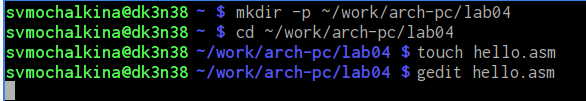 svmochalkina@dk3n38 ~ $ mkdir -p ~/work/arch-pc/lab04
svmochalkina@dk3n38 ~ $ cd ~/work/arch-pc/lab04
svmochalkina@dk3n38 ~/work/arch-pc/lab04 $ touch hello.asm
svmochalkina@dk3n38 ~/work/arch-pc/lab04 $ gedit hello.asm